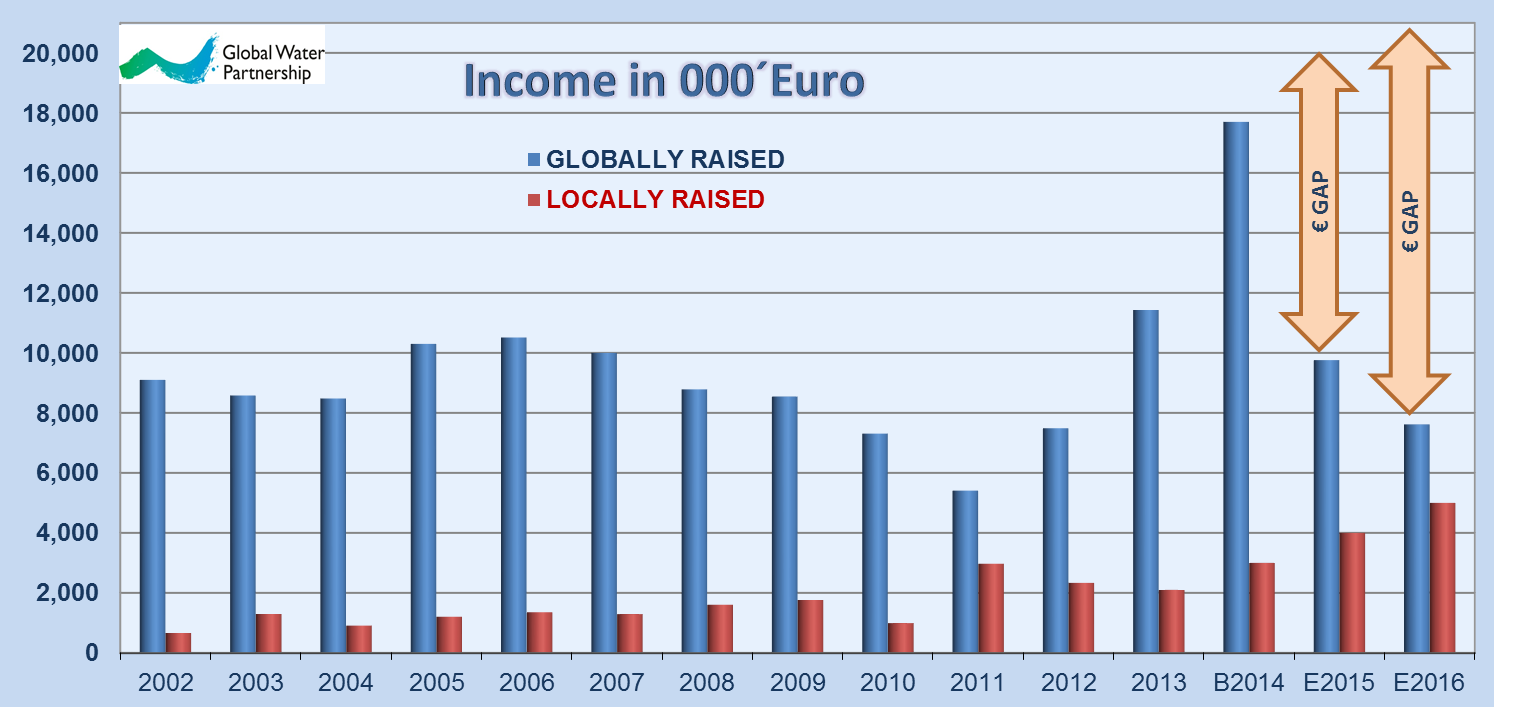 Global Water
Partnership
Income in 000´Euro
GLOBALLY RAISED
LOCALLY RAISED
€ GAP
€ GAP
20,000
18,000
16,000
14,000
12,000
10,000
8,000
6,000
4,000
2,000
0
2002 2003 2004 2005 2006 2007 2008 2009 2010 2011 2012 2013 B2014 E2015 E2016